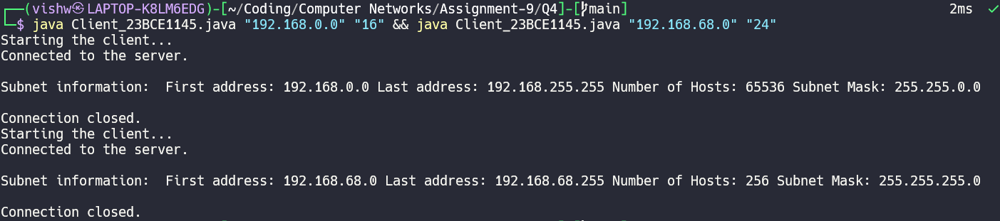 ┌──(vishw㉿LAPTOP-K8LM6EDG)-[~/Coding/Computer Networks/Assignment-9/Q4]-[main] 2ms ✓
└─$ java Client_23BCE1145.java "192.168.0.0" "16" && java Client_23BCE1145.java "192.168.68.0" "24"
Starting the client...
Connected to the server.
Subnet information:  First address: 192.168.0.0 Last address: 192.168.255.255 Number of Hosts: 65536 Subnet Mask: 255.255.0.0
Connection closed.
Starting the client...
Connected to the server.
Subnet information:  First address: 192.168.68.0 Last address: 192.168.68.255 Number of Hosts: 256 Subnet Mask: 255.255.255.0
Connection closed.